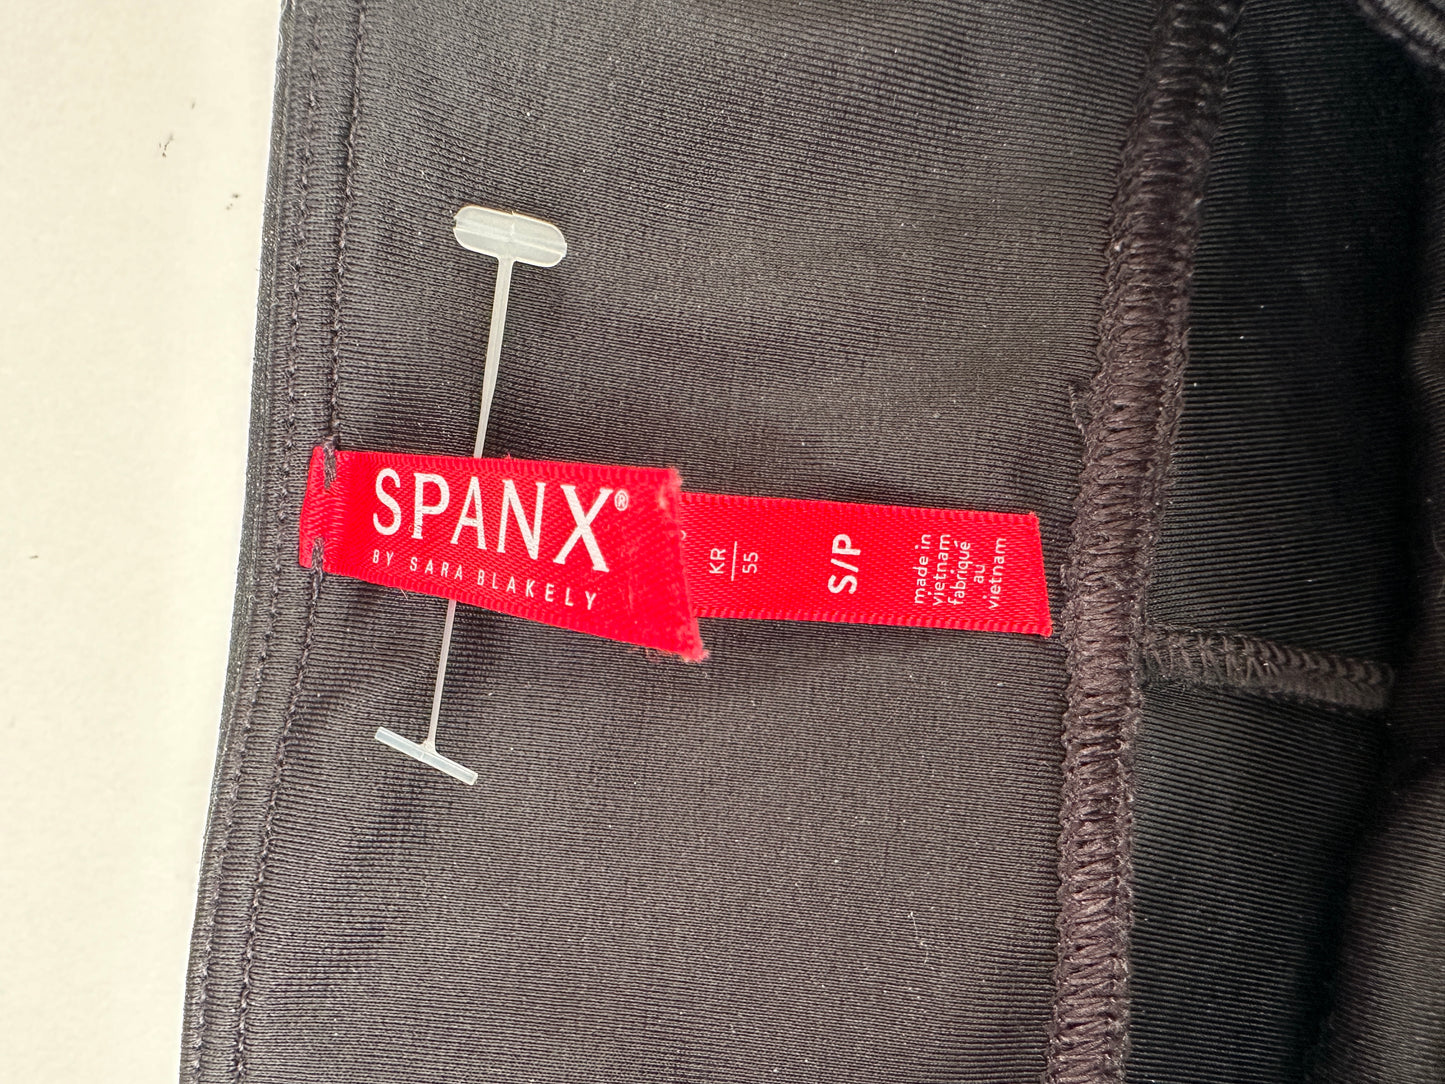 SPANX®
BY SARA BLAKELY
KR
55
S/P
made in
vietnam
fabriqué
au
vietnam